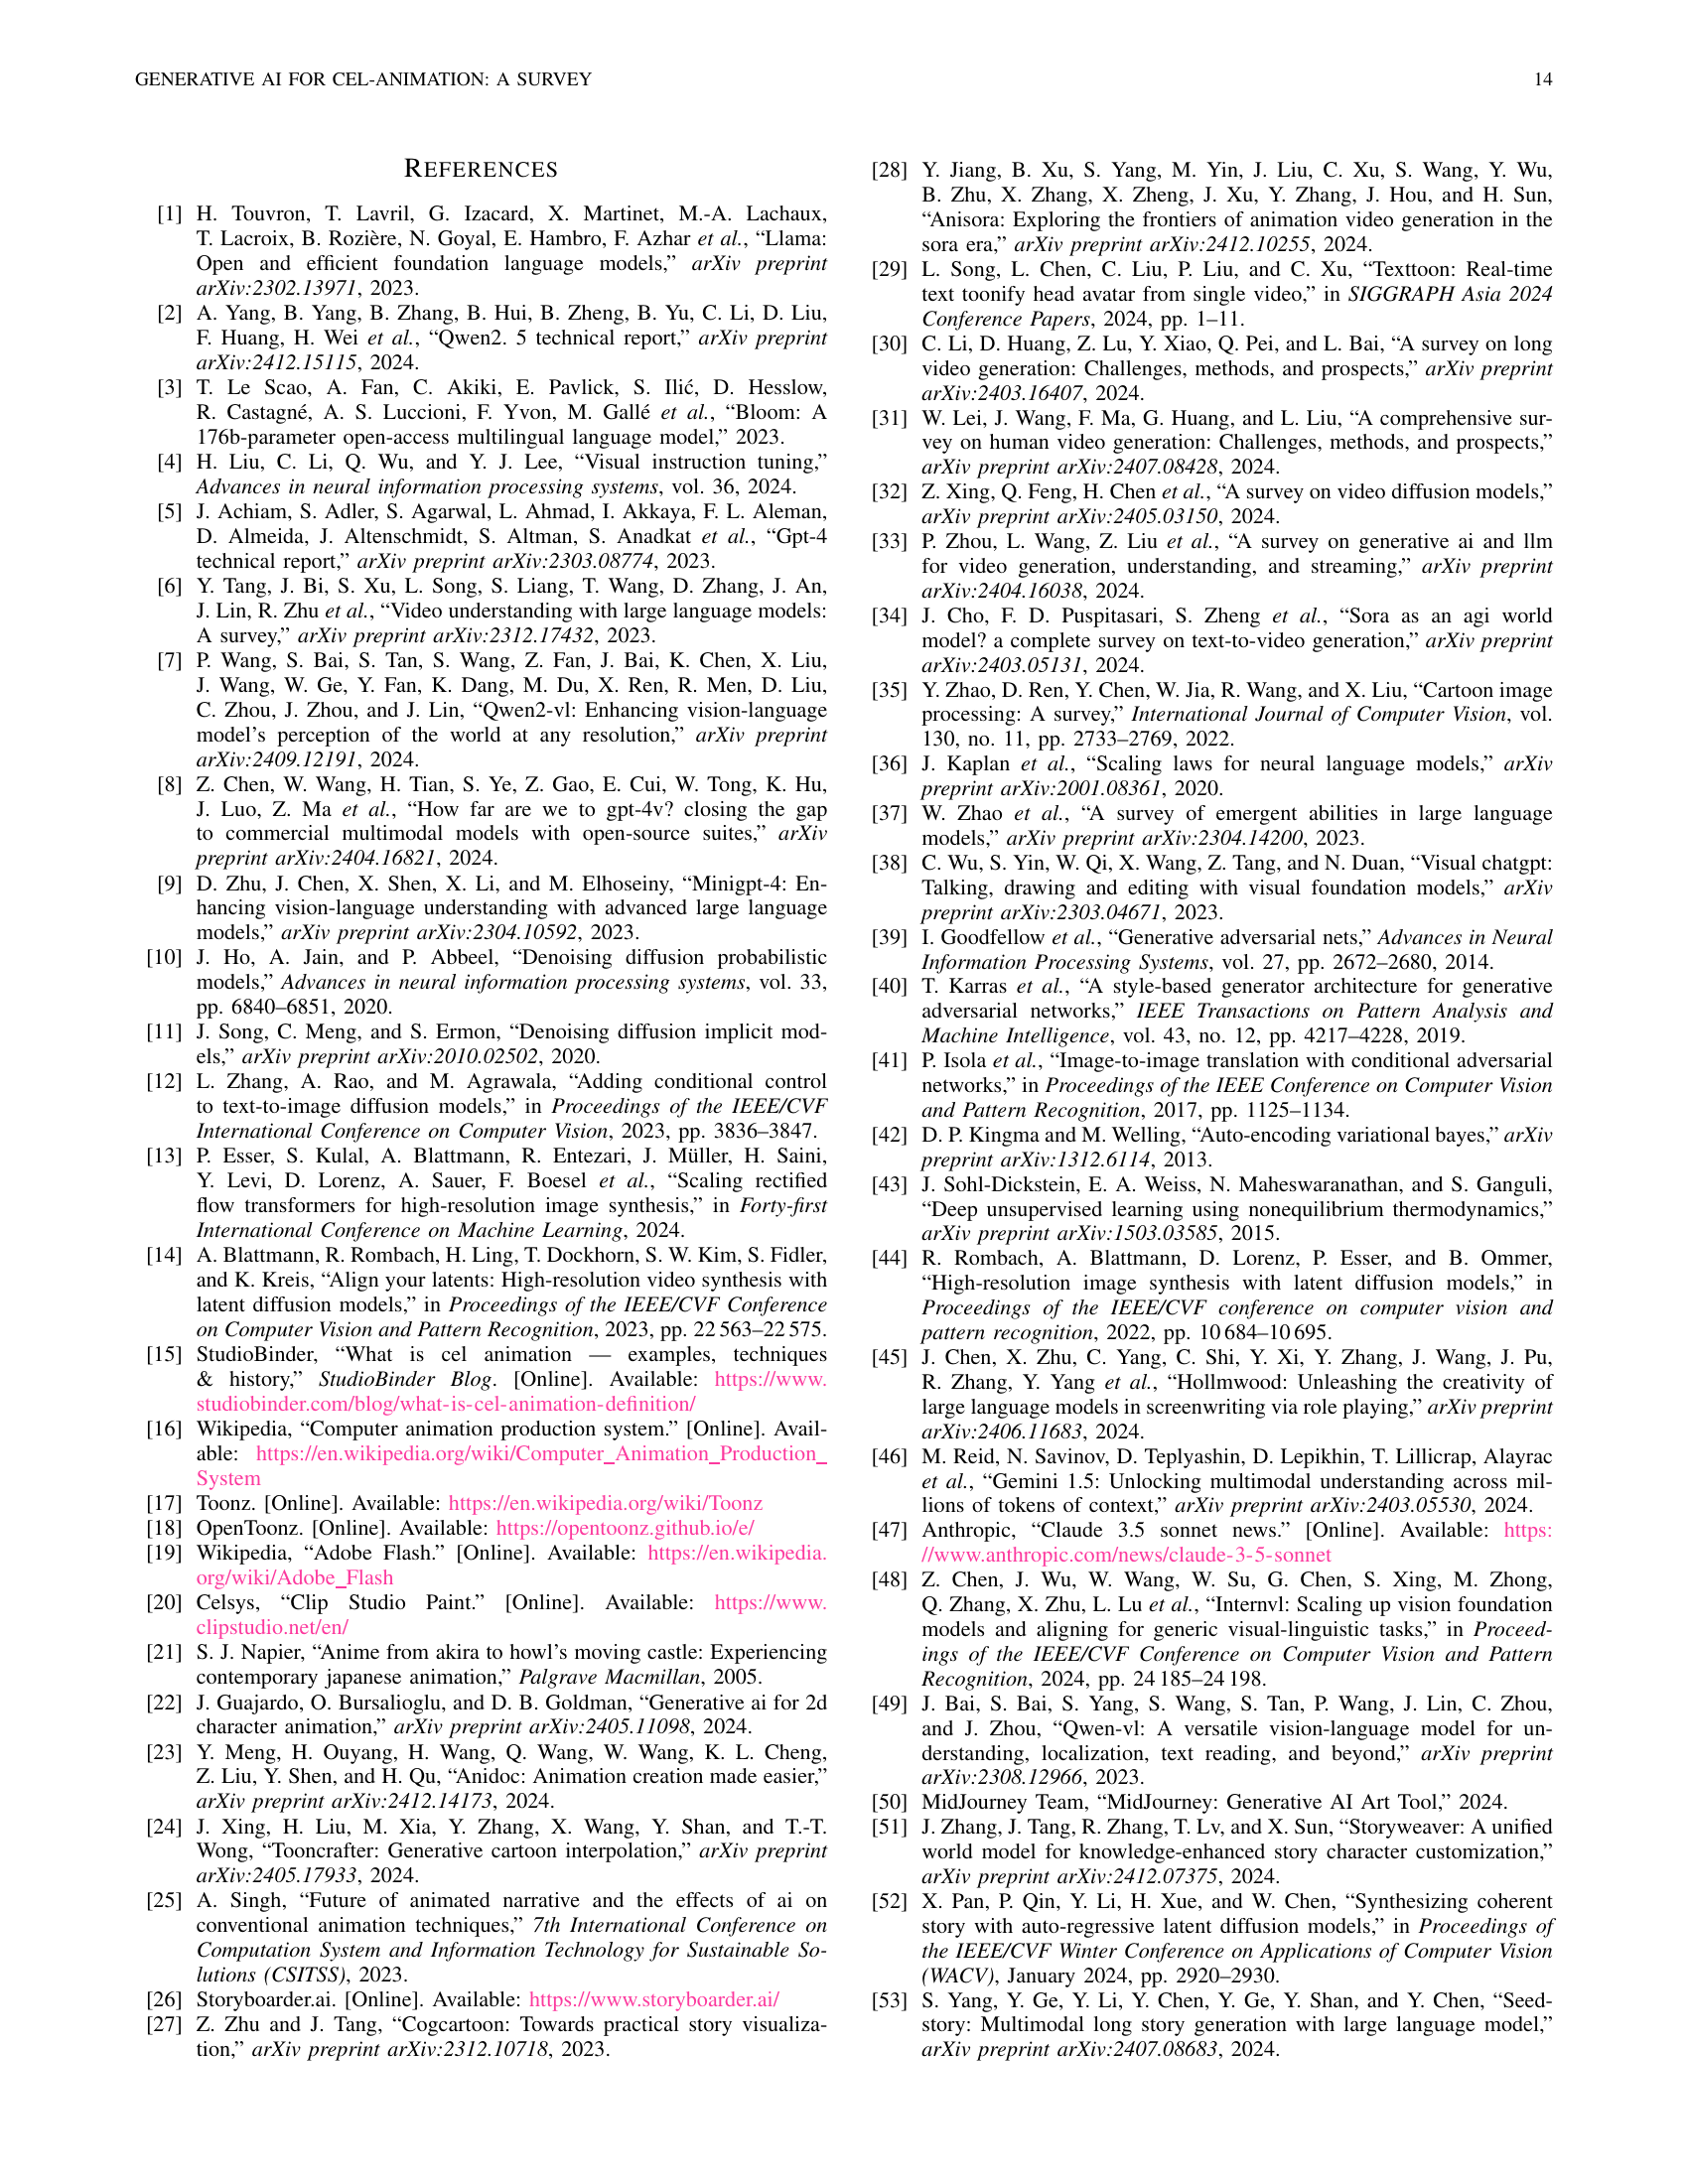 GENERATIVE AI FOR CEL-ANIMATION: A SURVEY
14
REFERENCES
[1] H. Touvron, T. Lavril, G. Izacard, X. Martinet, M.-A. Lachaux,
T. Lacroix, B. Rozière, N. Goyal, E. Hambro, F. Azhar et al., “Llama:
Open and efficient foundation language models,” arXiv preprint
arXiv:2302.13971, 2023.
[2] A. Yang, B. Yang, B. Zhang, B. Hui, B. Zheng, B. Yu, C. Li, D. Liu,
F. Huang, H. Wei et al., “Qwen2. 5 technical report,” arXiv preprint
arXiv:2412.15115, 2024.
[3] T. Le Scao, A. Fan, C. Akiki, E. Pavlick, S. Ilić, D. Hesslow,
R. Castagné, A. S. Luccioni, F. Yvon, M. Gallé et al., “Bloom: A
176b-parameter open-access multilingual language model,” 2023.
[4] H. Liu, C. Li, Q. Wu, and Y. J. Lee, “Visual instruction tuning,”
Advances in neural information processing systems, vol. 36, 2024.
[5] J. Achiam, S. Adler, S. Agarwal, L. Ahmad, I. Akkaya, F. L. Aleman,
D. Almeida, J. Altenschmidt, S. Altman, S. Anadkat et al., “Gpt-4
technical report,” arXiv preprint arXiv:2303.08774, 2023.
[6] Y. Tang, J. Bi, S. Xu, L. Song, S. Liang, T. Wang, D. Zhang, J. An,
J. Lin, R. Zhu et al., “Video understanding with large language models:
A survey,” arXiv preprint arXiv:2312.17432, 2023.
[7] P. Wang, S. Bai, S. Tan, S. Wang, Z. Fan, J. Bai, K. Chen, X. Liu,
J. Wang, W. Ge, Y. Fan, K. Dang, M. Du, X. Ren, R. Men, D. Liu,
C. Zhou, J. Zhou, and J. Lin, “Qwen2-vl: Enhancing vision-language
model’s perception of the world at any resolution,” arXiv preprint
arXiv:2409.12191, 2024.
[8] Z. Chen, W. Wang, H. Tian, S. Ye, Z. Gao, E. Cui, W. Tong, K. Hu,
J. Luo, Z. Ma et al., “How far are we to gpt-4v? closing the gap
to commercial multimodal models with open-source suites,” arXiv
preprint arXiv:2404.16821, 2024.
[9] D. Zhu, J. Chen, X. Shen, X. Li, and M. Elhoseiny, “Minigpt-4: En-
hancing vision-language understanding with advanced large language
models,” arXiv preprint arXiv:2304.10592, 2023.
[10] J. Ho, A. Jain, and P. Abbeel, “Denoising diffusion probabilistic
models,” Advances in neural information processing systems, vol. 33,
pp. 6840–6851, 2020.
[11] J. Song, C. Meng, and S. Ermon, “Denoising diffusion implicit mod-
els,” arXiv preprint arXiv:2010.02502, 2020.
[12] L. Zhang, A. Rao, and M. Agrawala, “Adding conditional control
to text-to-image diffusion models,” in Proceedings of the IEEE/CVF
International Conference on Computer Vision, 2023, pp. 3836–3847.
[13] P. Esser, S. Kulal, A. Blattmann, R. Entezari, J. Müller, H. Saini,
Y. Levi, D. Lorenz, A. Sauer, F. Boesel et al., “Scaling rectified
flow transformers for high-resolution image synthesis,” in Forty-first
International Conference on Machine Learning, 2024.
[14] A. Blattmann, R. Rombach, H. Ling, T. Dockhorn, S. W. Kim, S. Fidler,
and K. Kreis, “Align your latents: High-resolution video synthesis with
latent diffusion models,” in Proceedings of the IEEE/CVF Conference
on Computer Vision and Pattern Recognition, 2023, pp. 22 563–22 575.
[15] StudioBinder, “What is cel animation — examples, techniques
& history,” StudioBinder Blog. [Online]. Available: https://www.
studiobinder.com/blog/what-is-cel-animation-definition/
[16] Wikipedia, “Computer animation production system.” [Online]. Avail-
able: https://en.wikipedia.org/wiki/Computer_Animation_Production_
System
[17] Toonz. [Online]. Available: https://en.wikipedia.org/wiki/Toonz
[18] OpenToonz. [Online]. Available: https://opentoonz.github.io/e/
[19] Wikipedia, “Adobe Flash.” [Online]. Available: https://en.wikipedia.
org/wiki/Adobe_Flash
[20] Celsys, “Clip Studio Paint.” [Online]. Available: https://www.
clipstudio.net/en/
[21] S. J. Napier, “Anime from akira to howl’s moving castle: Experiencing
contemporary japanese animation,” Palgrave Macmillan, 2005.
[22] J. Guajardo, O. Bursalioglu, and D. B. Goldman, “Generative ai for 2d
character animation,” arXiv preprint arXiv:2405.11098, 2024.
[23] Y. Meng, H. Ouyang, H. Wang, Q. Wang, W. Wang, K. L. Cheng,
Z. Liu, Y. Shen, and H. Qu, “Anidoc: Animation creation made easier,”
arXiv preprint arXiv:2412.14173, 2024.
[24] J. Xing, H. Liu, M. Xia, Y. Zhang, X. Wang, Y. Shan, and T.-T.
Wong, “Tooncrafter: Generative cartoon interpolation,” arXiv preprint
arXiv:2405.17933, 2024.
[25] A. Singh, “Future of animated narrative and the effects of ai on
conventional animation techniques,” 7th International Conference on
Computation System and Information Technology for Sustainable So-
lutions (CSITSS), 2023.
[26] Storyboarder.ai. [Online]. Available: https://www.storyboarder.ai/
[27] Z. Zhu and J. Tang, “Cogcartoon: Towards practical story visualiza-
tion,” arXiv preprint arXiv:2312.10718, 2023.
[28] Y. Jiang, B. Xu, S. Yang, M. Yin, J. Liu, C. Xu, S. Wang, Y. Wu,
B. Zhu, X. Zhang, X. Zheng, J. Xu, Y. Zhang, J. Hou, and H. Sun,
“Anisora: Exploring the frontiers of animation video generation in the
sora era,” arXiv preprint arXiv:2412.10255, 2024.
[29] L. Song, L. Chen, C. Liu, P. Liu, and C. Xu, “Texttoon: Real-time
text toonify head avatar from single video,” in SIGGRAPH Asia 2024
Conference Papers, 2024, pp. 1–11.
[30] C. Li, D. Huang, Z. Lu, Y. Xiao, Q. Pei, and L. Bai, “A survey on long
video generation: Challenges, methods, and prospects,” arXiv preprint
arXiv:2403.16407, 2024.
[31] W. Lei, J. Wang, F. Ma, G. Huang, and L. Liu, “A comprehensive sur-
vey on human video generation: Challenges, methods, and prospects,”
arXiv preprint arXiv:2407.08428, 2024.
[32] Z. Xing, Q. Feng, H. Chen et al., “A survey on video diffusion models,”
arXiv preprint arXiv:2405.03150, 2024.
[33] P. Zhou, L. Wang, Z. Liu et al., “A survey on generative ai and llm
for video generation, understanding, and streaming,” arXiv preprint
arXiv:2404.16038, 2024.
[34] J. Cho, F. D. Puspitasari, S. Zheng et al., “Sora as an agi world
model? a complete survey on text-to-video generation,” arXiv preprint
arXiv:2403.05131, 2024.
[35] Y. Zhao, D. Ren, Y. Chen, W. Jia, R. Wang, and X. Liu, “Cartoon image
processing: A survey,” International Journal of Computer Vision, vol.
130, no. 11, pp. 2733–2769, 2022.
[36] J. Kaplan et al., “Scaling laws for neural language models,” arXiv
preprint arXiv:2001.08361, 2020.
[37] W. Zhao et al., “A survey of emergent abilities in large language
models,” arXiv preprint arXiv:2304.14200, 2023.
[38] C. Wu, S. Yin, W. Qi, X. Wang, Z. Tang, and N. Duan, “Visual chatgpt:
Talking, drawing and editing with visual foundation models,” arXiv
preprint arXiv:2303.04671, 2023.
[39] I. Goodfellow et al., “Generative adversarial nets,” Advances in Neural
Information Processing Systems, vol. 27, pp. 2672–2680, 2014.
[40] T. Karras et al., “A style-based generator architecture for generative
adversarial networks,” IEEE Transactions on Pattern Analysis and
Machine Intelligence, vol. 43, no. 12, pp. 4217–4228, 2019.
[41] P. Isola et al., “Image-to-image translation with conditional adversarial
networks,” in Proceedings of the IEEE Conference on Computer Vision
and Pattern Recognition, 2017, pp. 1125–1134.
[42] D. P. Kingma and M. Welling, “Auto-encoding variational bayes,” arXiv
preprint arXiv:1312.6114, 2013.
[43] J. Sohl-Dickstein, E. A. Weiss, N. Maheswaranathan, and S. Ganguli,
“Deep unsupervised learning using nonequilibrium thermodynamics,”
arXiv preprint arXiv:1503.03585, 2015.
[44] R. Rombach, A. Blattmann, D. Lorenz, P. Esser, and B. Ommer,
“High-resolution image synthesis with latent diffusion models,” in
Proceedings of the IEEE/CVF conference on computer vision and
pattern recognition, 2022, pp. 10 684–10 695.
[45] J. Chen, X. Zhu, C. Yang, C. Shi, Y. Xi, Y. Zhang, J. Wang, J. Pu,
R. Zhang, Y. Yang et al., “Hollmwood: Unleashing the creativity of
large language models in screenwriting via role playing,” arXiv preprint
arXiv:2406.11683, 2024.
[46] M. Reid, N. Savinov, D. Teplyashin, D. Lepikhin, T. Lillicrap, Alayrac
et al., “Gemini 1.5: Unlocking multimodal understanding across mil-
lions of tokens of context,” arXiv preprint arXiv:2403.05530, 2024.
[47] Anthropic, “Claude 3.5 sonnet news.” [Online]. Available: https:
//www.anthropic.com/news/claude-3-5-sonnet
[48] Z. Chen, J. Wu, W. Wang, W. Su, G. Chen, S. Xing, M. Zhong,
Q. Zhang, X. Zhu, L. Lu et al., “Internvl: Scaling up vision foundation
models and aligning for generic visual-linguistic tasks,” in Proceed-
ings of the IEEE/CVF Conference on Computer Vision and Pattern
Recognition, 2024, pp. 24 185–24 198.
[49] J. Bai, S. Bai, S. Yang, S. Wang, S. Tan, P. Wang, J. Lin, C. Zhou,
and J. Zhou, “Qwen-vl: A versatile vision-language model for un-
derstanding, localization, text reading, and beyond,” arXiv preprint
arXiv:2308.12966, 2023.
[50] MidJourney Team, “MidJourney: Generative AI Art Tool,” 2024.
[51] J. Zhang, J. Tang, R. Zhang, T. Lv, and X. Sun, “Storyweaver: A unified
world model for knowledge-enhanced story character customization,”
arXiv preprint arXiv:2412.07375, 2024.
[52] X. Pan, P. Qin, Y. Li, H. Xue, and W. Chen, “Synthesizing coherent
story with auto-regressive latent diffusion models,” in Proceedings of
the IEEE/CVF Winter Conference on Applications of Computer Vision
(WACV), January 2024, pp. 2920–2930.
[53] S. Yang, Y. Ge, Y. Li, Y. Chen, Y. Ge, Y. Shan, and Y. Chen, “Seed-
story: Multimodal long story generation with large language model,”
arXiv preprint arXiv:2407.08683, 2024.